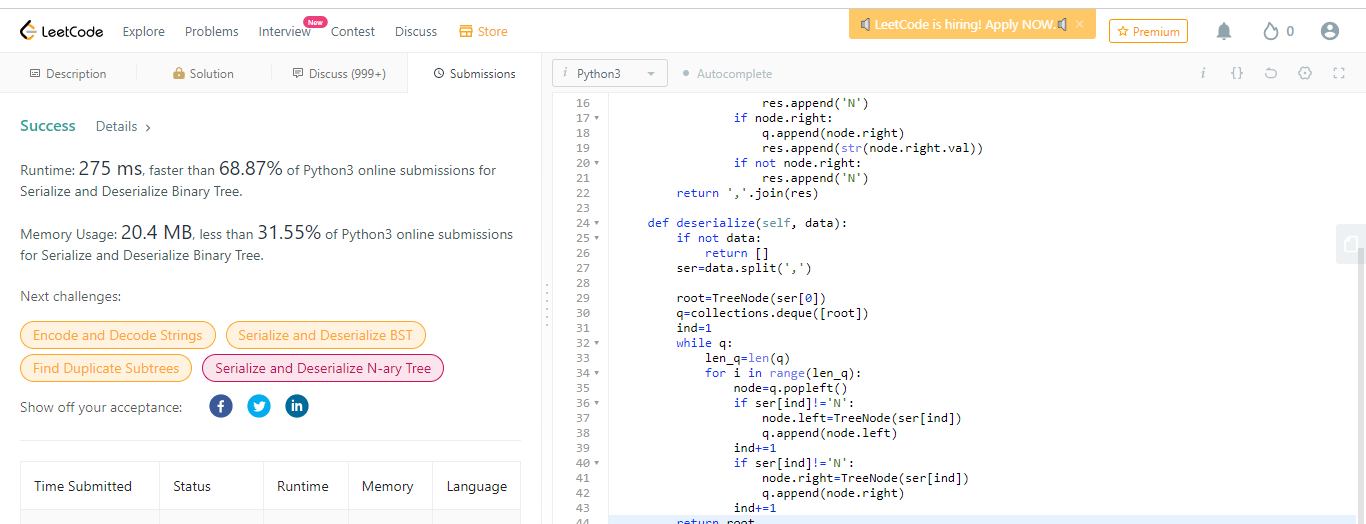 LeetCode Explore Problems Interview New Contest Discuss Store LeetCode is hiring! Apply NOW. × Premium 0
Description Solution Discuss (999+) Submissions
Success Details >
Runtime: 275 ms, faster than 68.87% of Python3 online submissions for
Serialize and Deserialize Binary Tree.
Memory Usage: 20.4 MB, less than 31.55% of Python3 online submissions
for Serialize and Deserialize Binary Tree.
Next challenges:
Encode and Decode Strings Serialize and Deserialize BST
Find Duplicate Subtrees Serialize and Deserialize N-ary Tree
Show off your acceptance:
Time Submitted Status Runtime Memory Language
i Python3 Autocomplete i {}
16 res.append('N')
17 if node.right:
18 q.append(node.right)
19 res.append(str(node.right.val))
20 if not node.right:
21 res.append('N')
22 return ','.join(res)
23
24 def deserialize(self, data):
25 if not data:
26 return []
27 ser=data.split(',')
28
29 root=TreeNode(ser[0])
30 q=collections.deque([root])
31 ind=1
32 while q:
33 len_q=len(q)
34 for i in range(len_q):
35 node=q.popleft()
36 if ser[ind]!='N':
37 node.left=TreeNode(ser[ind])
38 q.append(node.left)
39 ind+=1
40 if ser[ind]!='N':
41 node.right=TreeNode(ser[ind])
42 q.append(node.right)
43 ind+=1
44 return root